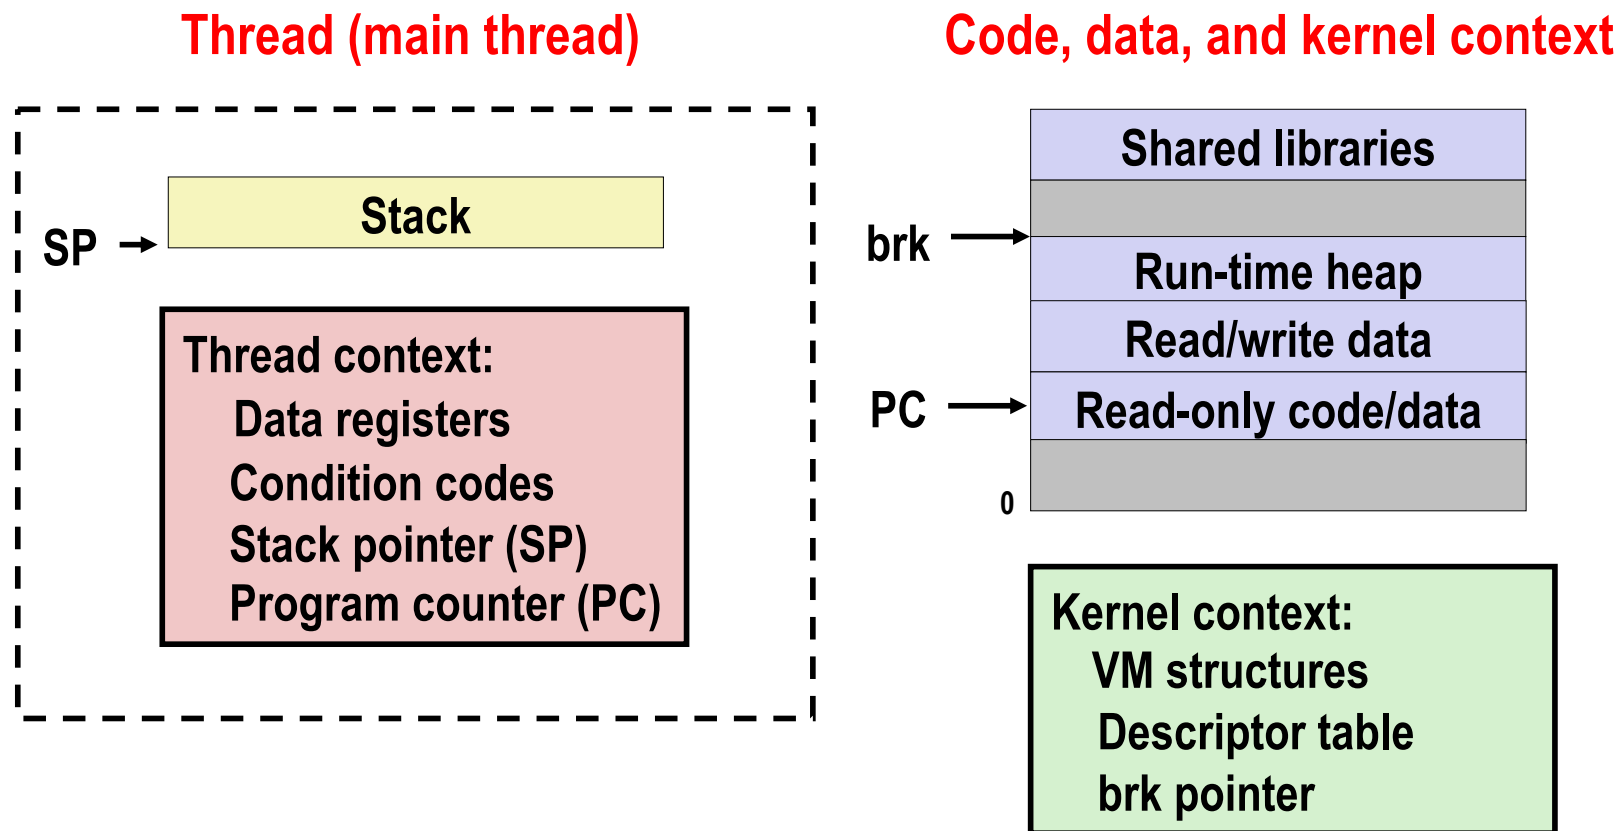 Thread (main thread)
Stack
SP
Thread context:
Data registers
Condition codes
Stack pointer (SP)
Program counter (PC)
Code, data, and kernel context
Shared libraries
brk
Run-time heap
Read/write data
PC
Read-only code/data
0
Kernel context:
VM structures
Descriptor table
brk pointer